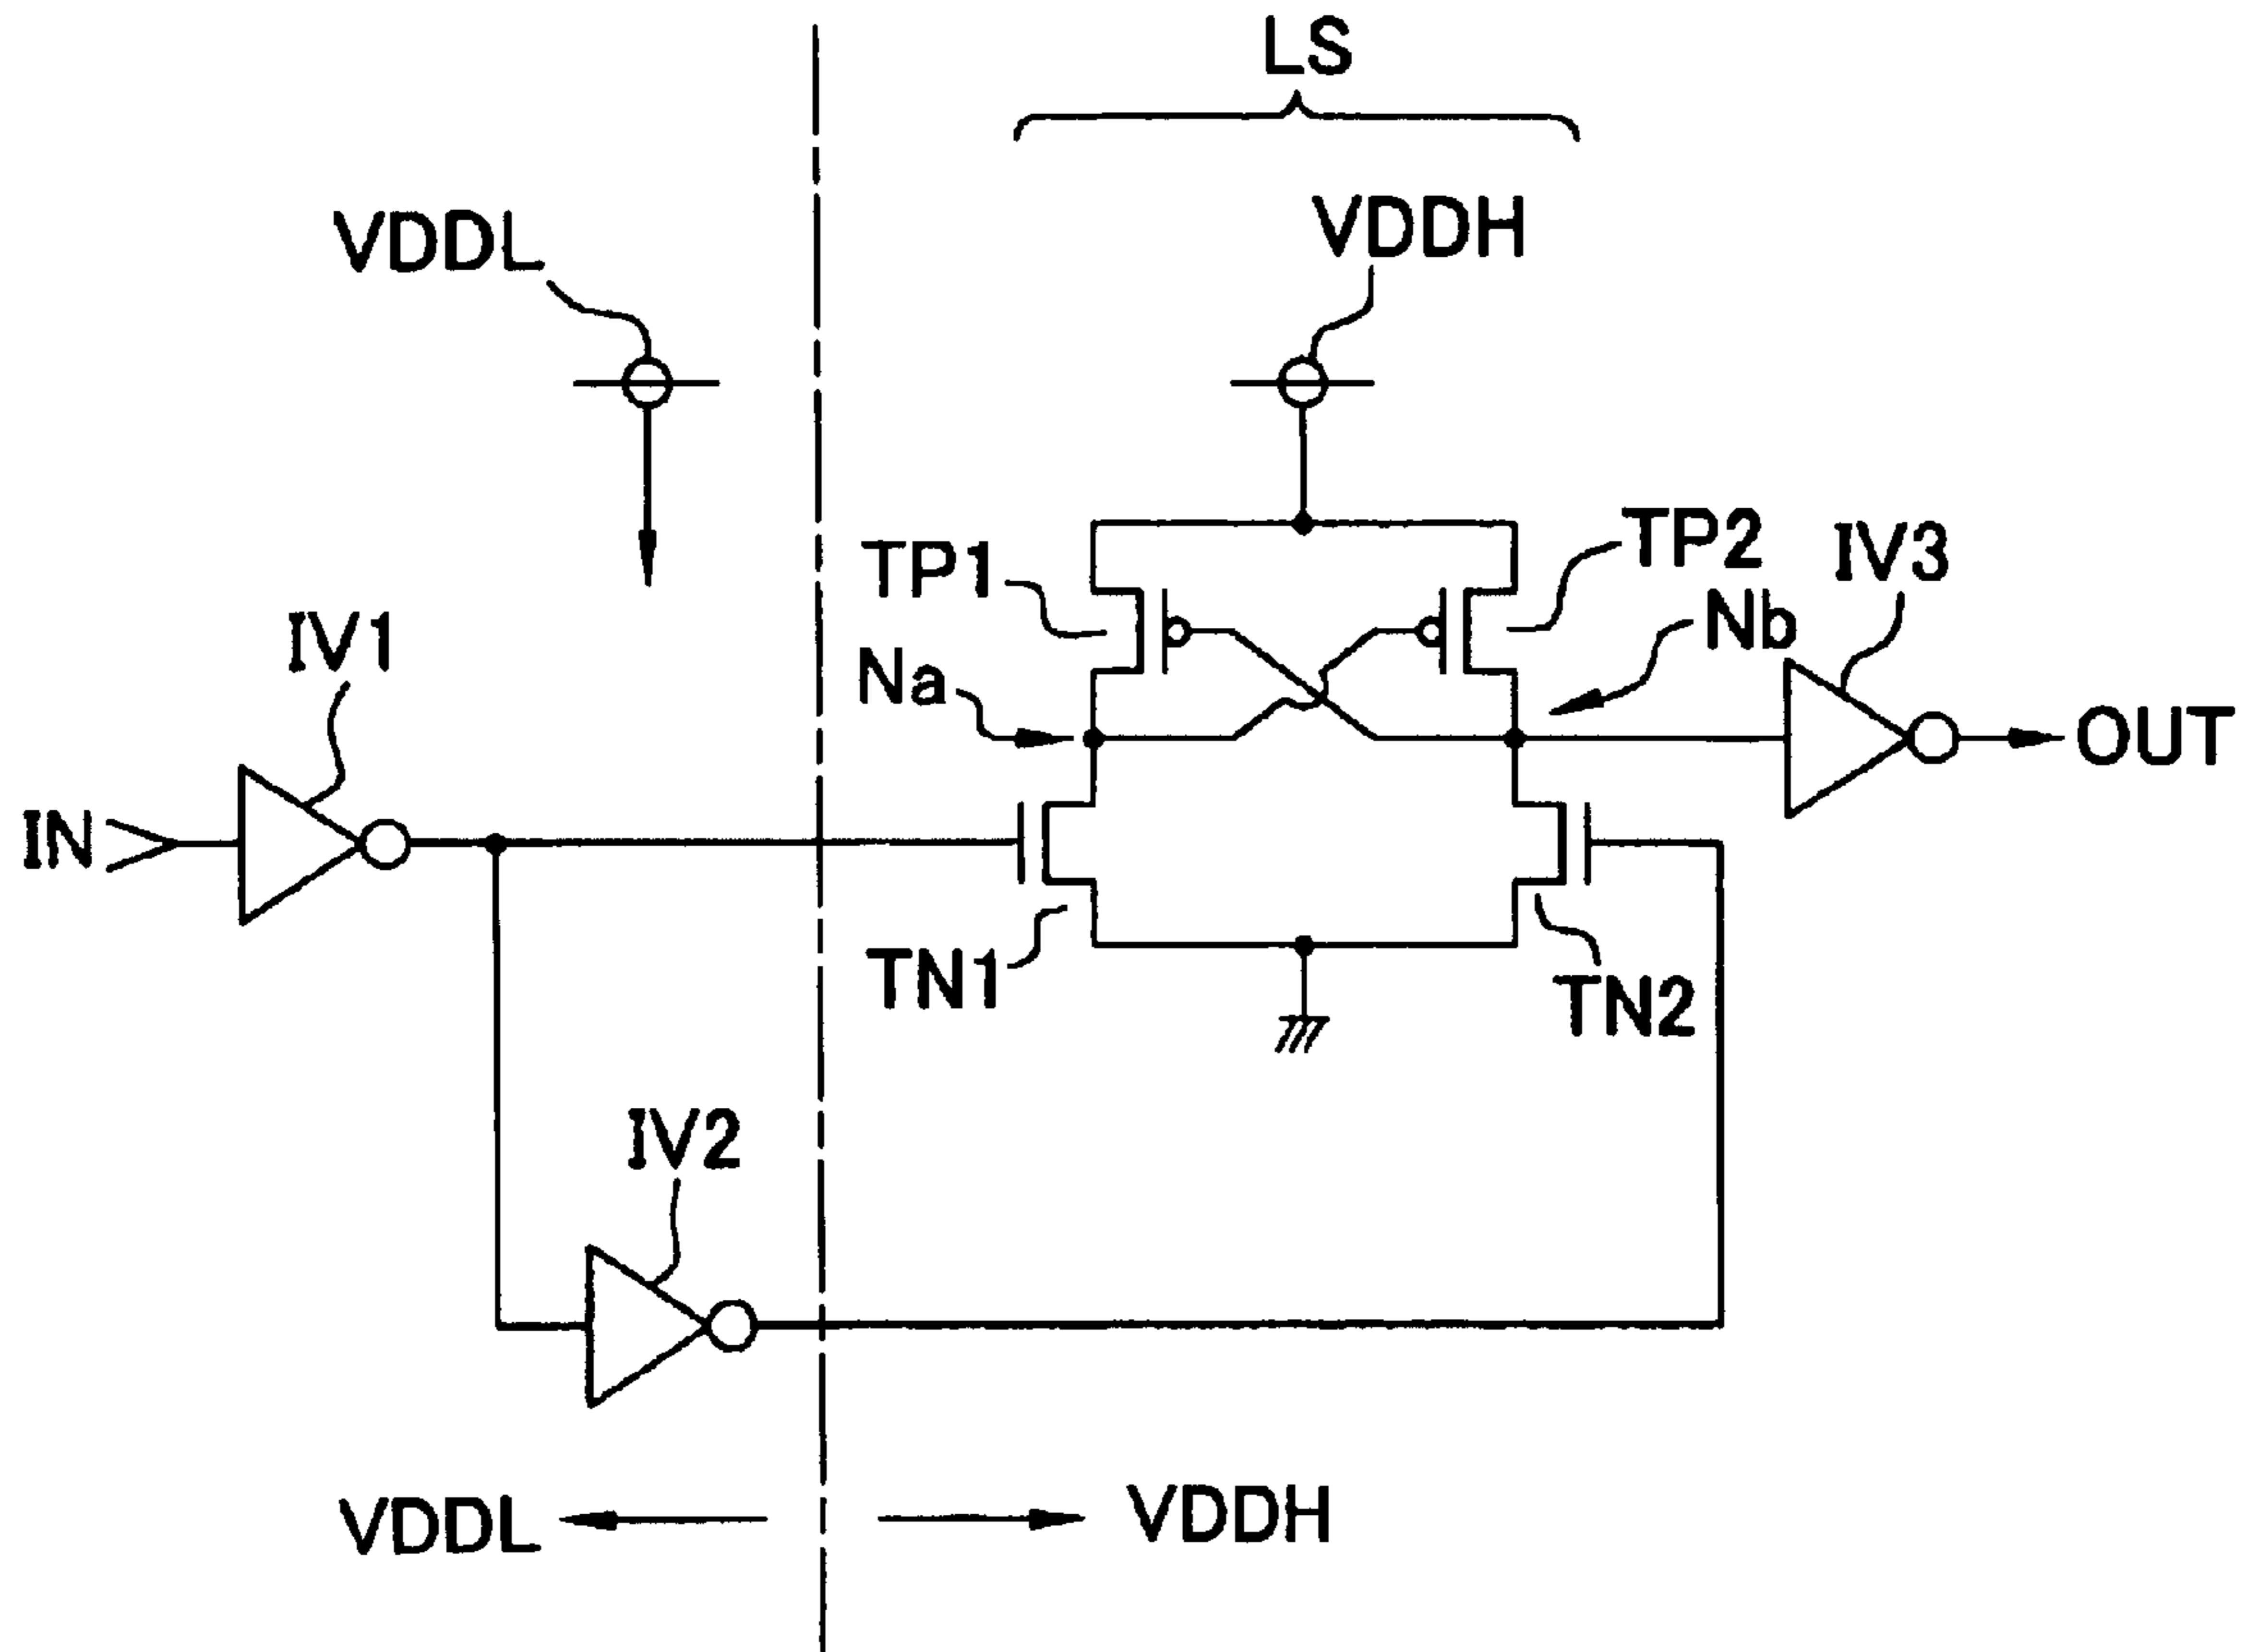 LS
VDDL
VDDH
TP1
TP2
IV3
IV1
Na
Nb
OUT
IN
TN1
TN2
IV2
VDDL
VDDH